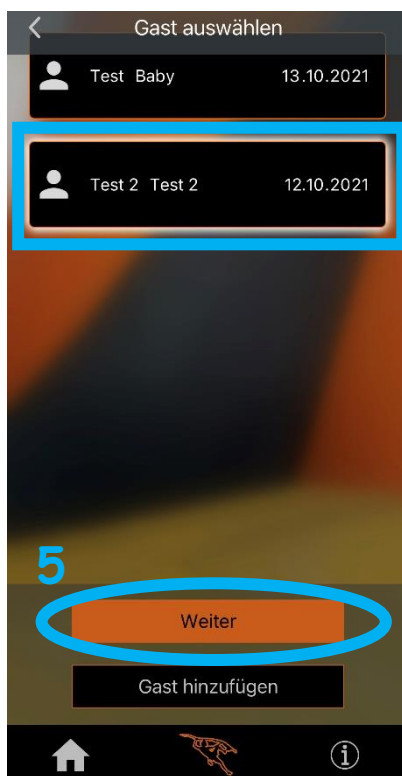 Gast auswählen
Test Baby 13.10.2021
Test 2 Test 2 12.10.2021
5
Weiter
Gast hinzufügen
i